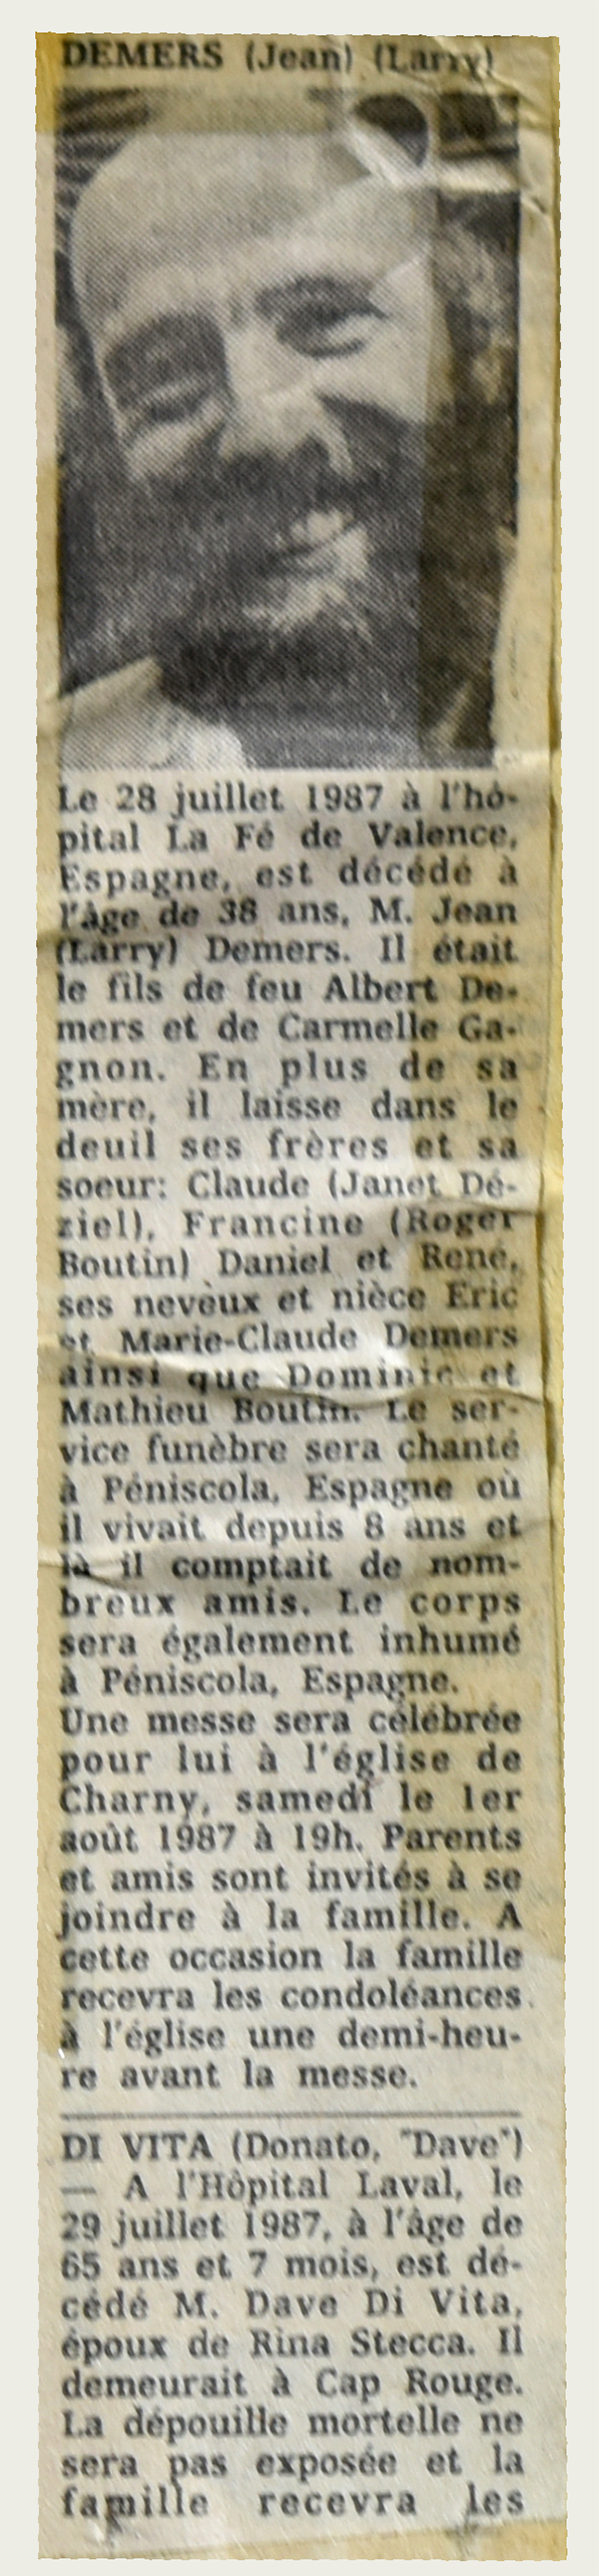 DEMERS (Jean) (Larry)
Le 28 juillet 1987 à l'hô-
pital La Fé de Valence,
Espagne, est décédé à
l'âge de 38 ans, M. Jean
(Larry) Demers. Il était
le fils de feu Albert De-
mers et de Carmelle Ga-
gnon. En plus de sa
mère, il laisse dans le
deuil ses frères et sa
soeur: Claude (Janet Dé-
ziel), Francine (Roger
Boutin) Daniel et René,
ses neveux et nièce Eric
et Marie-Claude Demers
ainsi que Dominic et
Mathieu Boutin. Le ser-
vice funèbre sera chanté
à Péniscola, Espagne où
il vivait depuis 8 ans et
là il comptait de nom-
breux amis. Le corps
sera également inhumé
à Péniscola, Espagne.
Une messe sera célébrée
pour lui à l'église de
Charny, samedi le 1er
août 1987 à 19h. Parents
et amis sont invités à se
joindre à la famille. A
cette occasion la famille
recevra les condoléances
à l'église une demi-heu-
re avant la messe.
DI VITA (Donato, "Dave")
— A l'Hôpital Laval, le
29 juillet 1987, à l'âge de
65 ans et 7 mois, est dé-
cédé M. Dave Di Vita,
époux de Rina Stecca. Il
demeurait à Cap Rouge.
La dépouille mortelle ne
sera pas exposée et la
famille recevra les